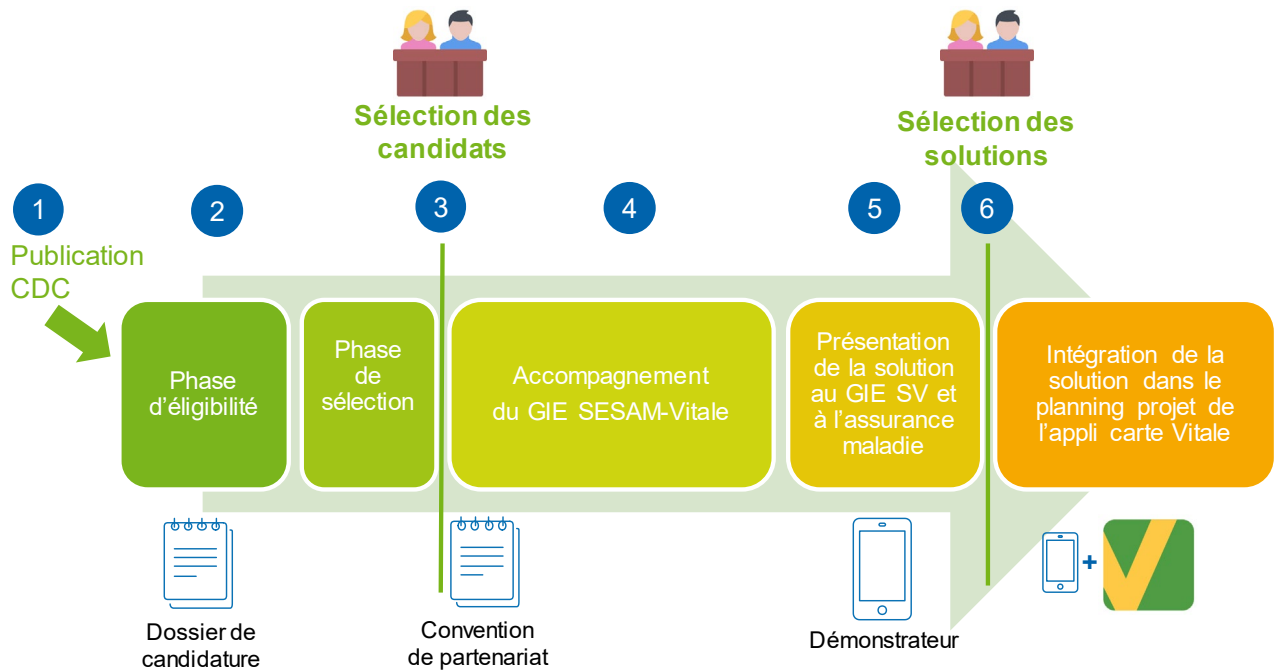 Sélection des
candidats
Sélection des
solutions
1
2
3
4
5
6
Publication
CDC
Phase
d'éligibilité
Phase
de
sélection
Accompagnement
du GIE SESAM-Vitale
Présentation
de la solution
au GIE SV et
à l'assurance
maladie
Intégration de la
solution dans le
planning projet de
l'appli carte Vitale
Dossier de
candidature
Convention
de partenariat
Démonstrateur
+